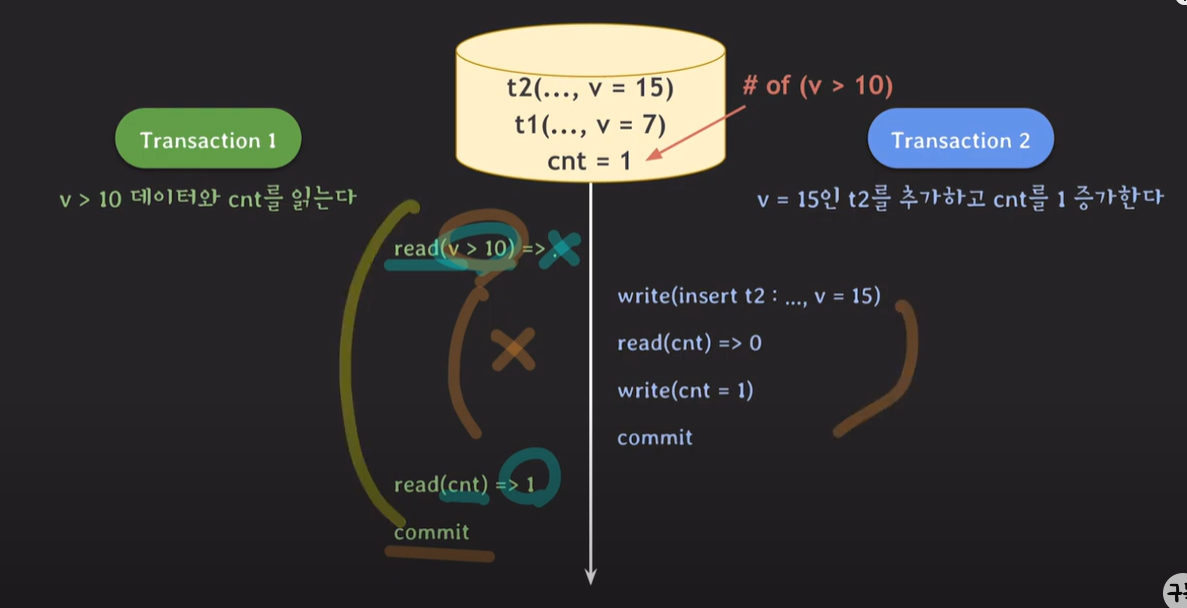 t2(..., v = 15)
t1(..., v = 7)
cnt = 1
# of (v > 10)
Transaction 1
v > 10 데이터와 cnt를 읽는다
Transaction 2
v = 15인 t2를 추가하고 cnt를 1 증가한다
read(v > 10) =>
write(insert t2 : ..., v = 15)
read(cnt) => 0
write(cnt = 1)
commit
read(cnt) => 1
commit